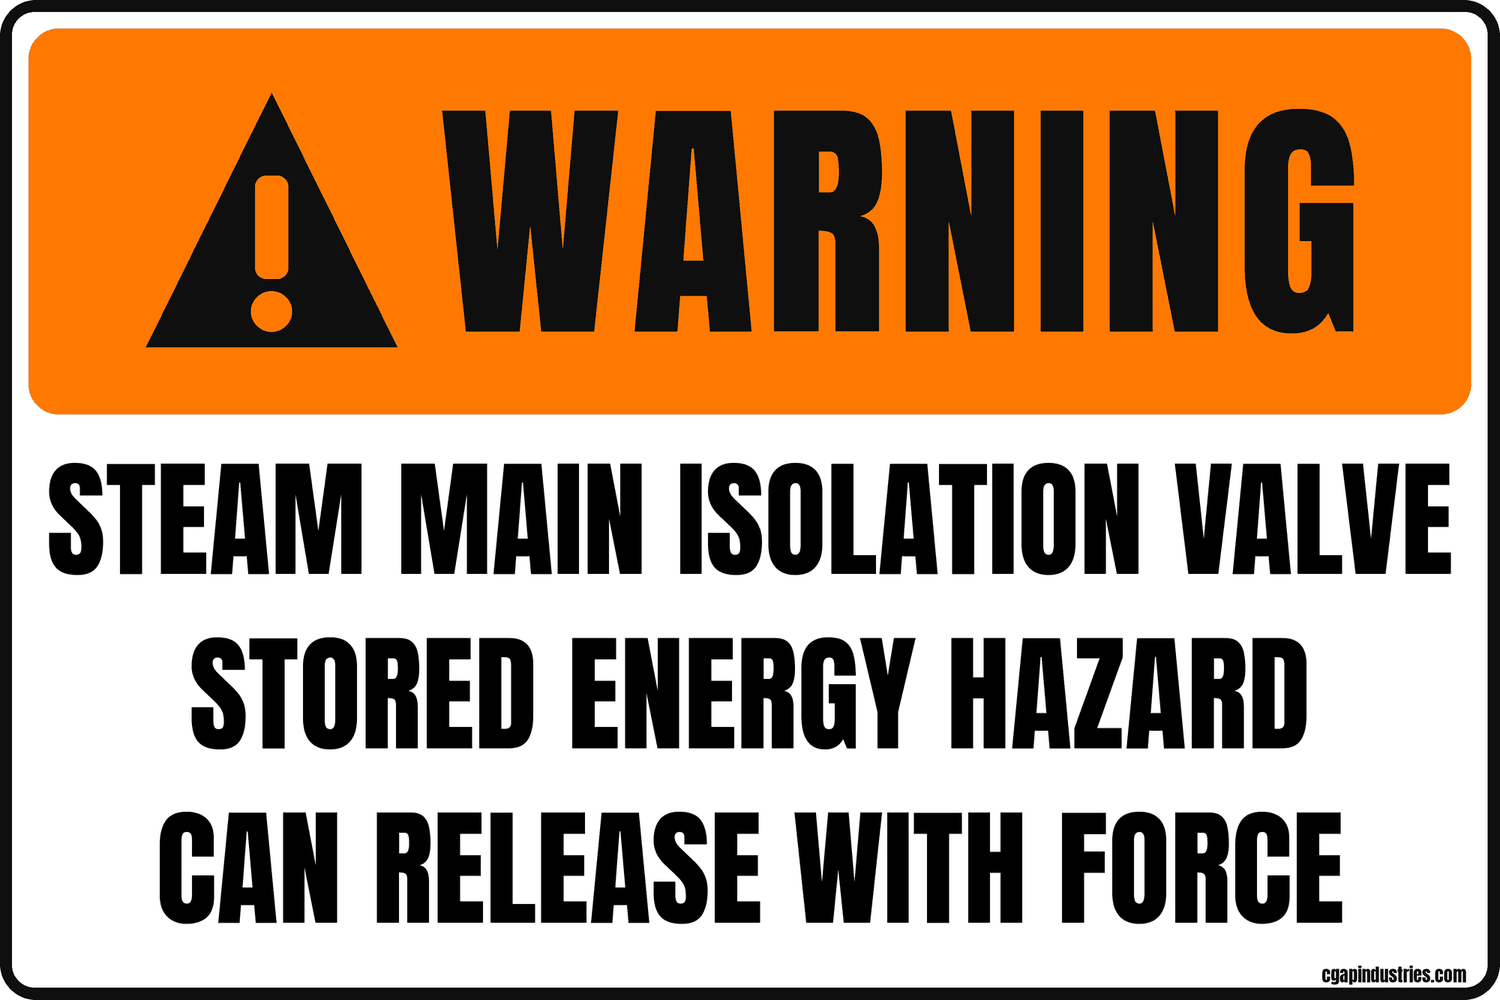 WARNING
STEAM MAIN ISOLATION VALVE
STORED ENERGY HAZARD
CAN RELEASE WITH FORCE
cgapindustries.com